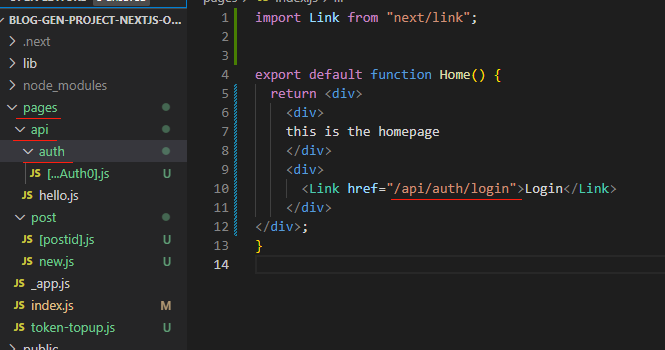 BLOG-GEN-PROJECT-NEXTJS-O...
.next
lib
node_modules
pages
api
auth
JS [...Auth0].js U
JS hello.js
post
JS [postid].js U
JS new.js U
JS _app.js
JS index.js M
JS token-topup.js U
public
pages > JS index.js > ...
1 import Link from "next/link";
2
3
4 export default function Home() {
5 return <div>
6 <div>
7 this is the homepage
8 </div>
9 <div>
10 <Link href="/api/auth/login">Login</Link>
11 </div>
12 </div>;
13 }
14